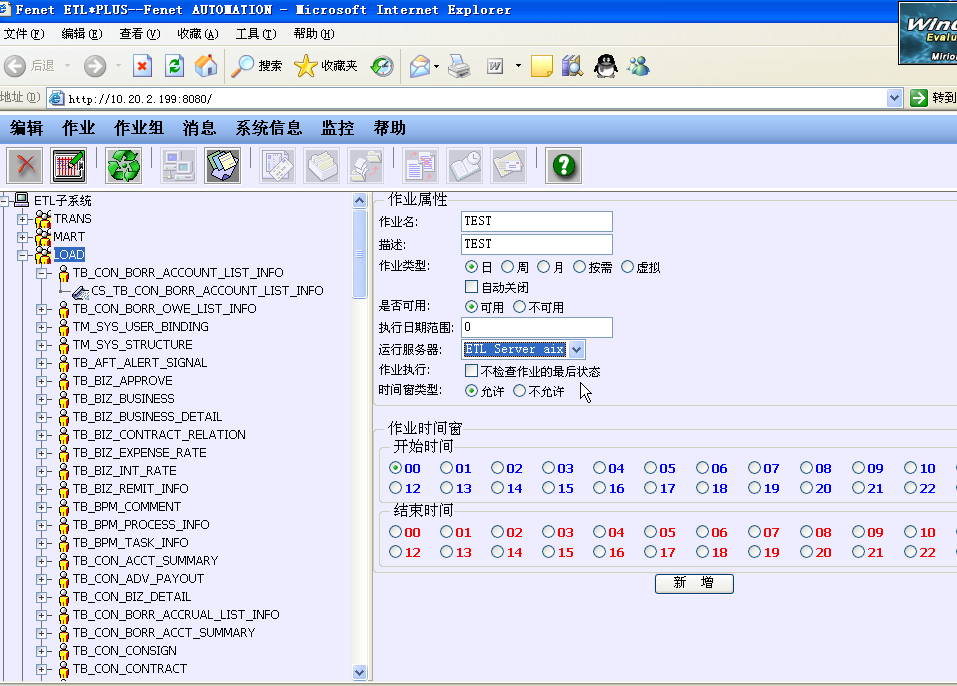 Fenet ETL*PLUS--Fenet AUTOMATION - Microsoft Internet Explorer
文件(F) 编辑(E) 查看(V) 收藏(A) 工具(T) 帮助(H)
Wind
Evalu
Mirio
后退 搜索 收藏夹
地址(D) http://10.20.2.199:8080/ 转到
编辑 作业 作业组 消息 系统信息 监控 帮助
ETL子系统
TRANS
MART
LOAD
TB_CON_BORR_ACCOUNT_LIST_INFO
CS_TB_CON_BORR_ACCOUNT_LIST_INFO
TB_CON_BORR_OWE_LIST_INFO
TM_SYS_USER_BINDING
TM_SYS_STRUCTURE
TB_AFT_ALERT_SIGNAL
TB_BIZ_APPROVE
TB_BIZ_BUSINESS
TB_BIZ_BUSINESS_DETAIL
TB_BIZ_CONTRACT_RELATION
TB_BIZ_EXPENSE_RATE
TB_BIZ_INT_RATE
TB_BIZ_REMIT_INFO
TB_BPM_COMMENT
TB_BPM_PROCESS_INFO
TB_BPM_TASK_INFO
TB_CON_ACCT_SUMMARY
TB_CON_ADV_PAYOUT
TB_CON_BIZ_DETAIL
TB_CON_BORR_ACCRUAL_LIST_INFO
TB_CON_BORR_ACCT_SUMMARY
TB_CON_CONSIGN
TB_CON_CONTRACT
作业属性
作业名: TEST
描述: TEST
作业类型: 日 周 月 按需 虚拟
自动关闭
是否可用: 可用 不可用
执行日期范围: 0
运行服务器: ETL Server aix
作业执行: 不检查作业的最后状态
时间窗类型: 允许 不允许
作业时间窗
开始时间
00 01 02 03 04 05 06 07 08 09 10
12 13 14 15 16 17 18 19 20 21 22
结束时间
00 01 02 03 04 05 06 07 08 09 10
12 13 14 15 16 17 18 19 20 21 22
新 增